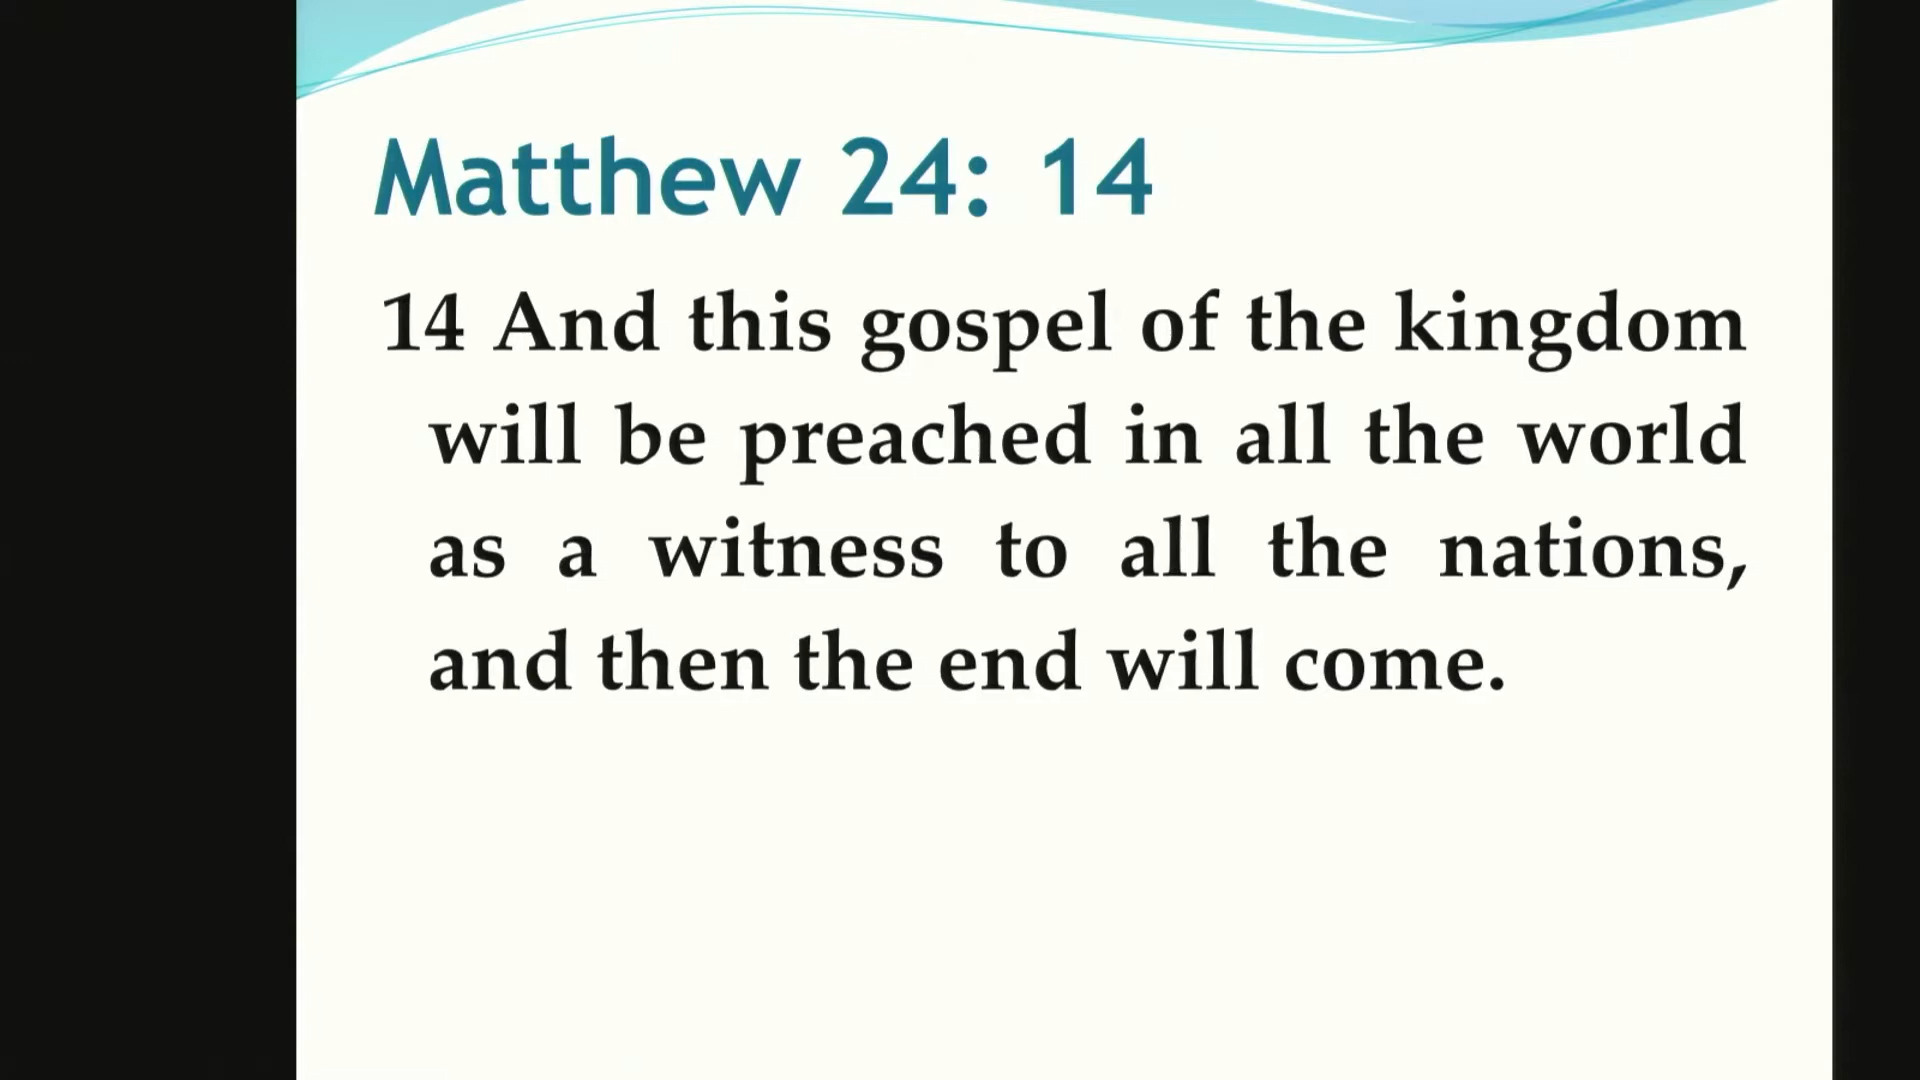 Matthew 24: 14
14 And this gospel of the kingdom
will be preached in all the world
as a witness to all the nations,
and then the end will come.